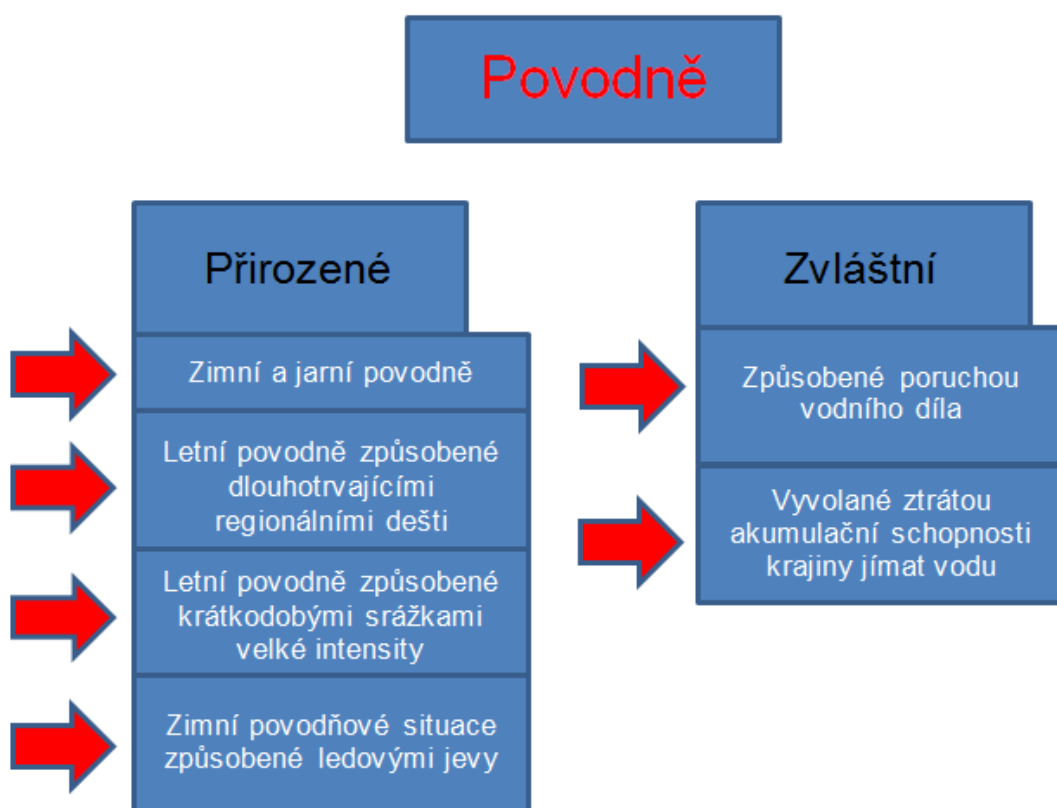 Povodně
Přirozené
Zimní a jarní povodně
Letní povodně způsobené
dlouhotrvajícími
regionálními dešti
Letní povodně způsobené
krátkodobými srážkami
velké intensity
Zimní povodňové situace
způsobené ledovými jevy
Zvláštní
Způsobené poruchou
vodního díla
Vyvolané ztrátou
akumulační schopnosti
krajiny jímat vodu